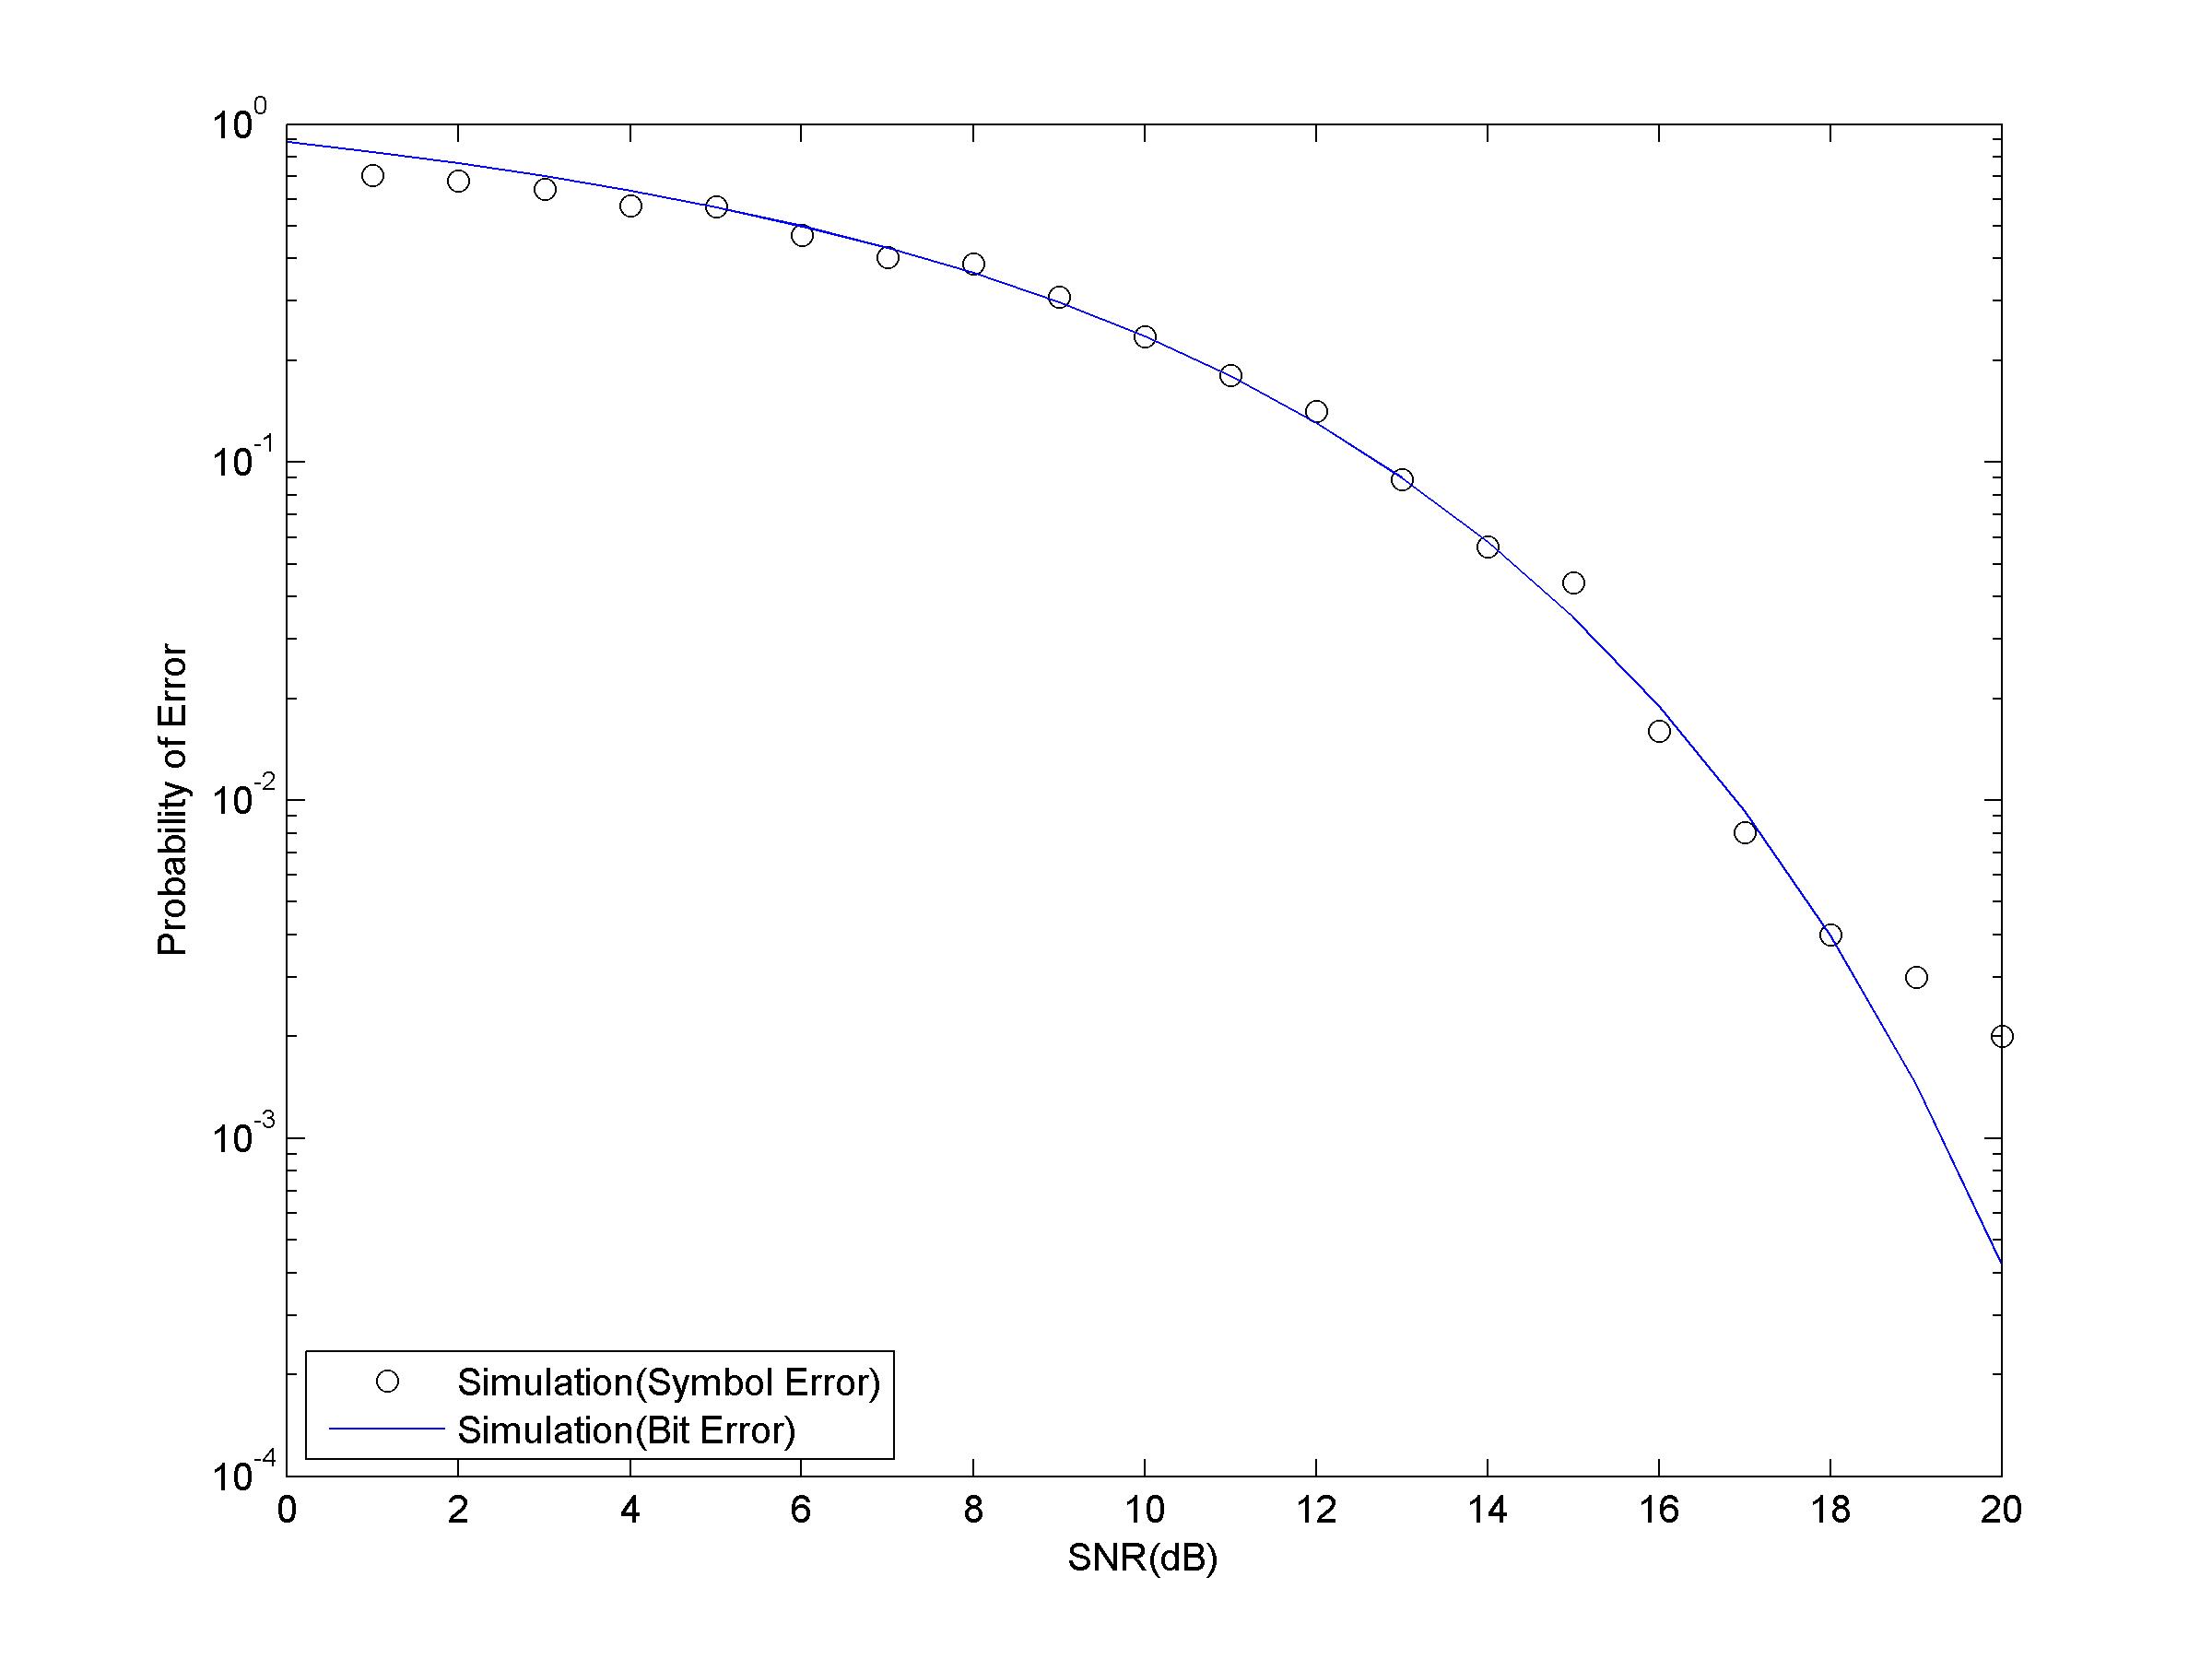 10^0
10^-1
10^-2
10^-3
10^-4
Probability of Error
Simulation(Symbol Error)
Simulation(Bit Error)
0 2 4 6 8 10 12 14 16 18 20
SNR(dB)